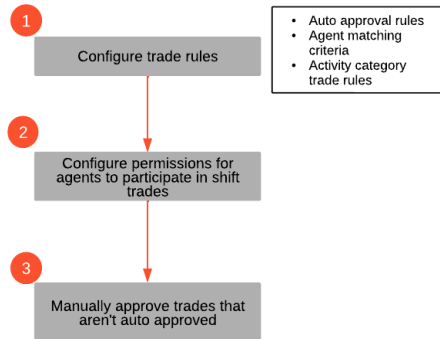 1
Configure trade rules
• Auto approval rules
• Agent matching
criteria
• Activity category
trade rules
2
Configure permissions for
agents to participate in shift
trades
3
Manually approve trades that
aren't auto approved